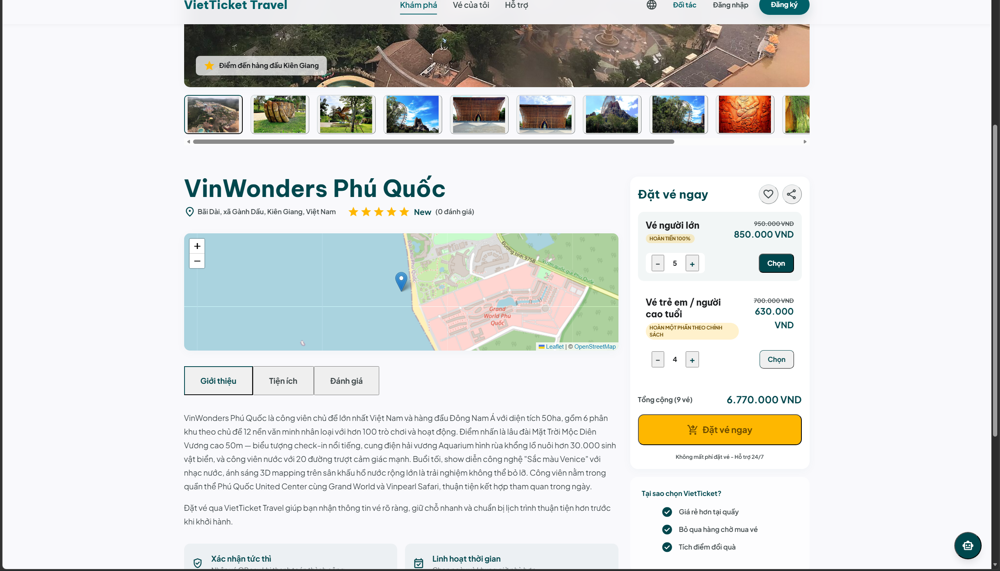 VietTicket Travel
Khám phá
Vé của tôi
Hỗ trợ
Đối tác
Đăng nhập
Đăng ký
Điểm đến hàng đầu Kiên Giang
VinWonders Phú Quốc
Bãi Dài, xã Gành Dầu, Kiên Giang, Việt Nam
New (0 đánh giá)
+
−
Đặc khu Phú Quốc
Đường tỉnh 975B
Vườn quốc gia Phú Quốc
Grand
World Phú
Quốc
Leaflet | © OpenStreetMap
Giới thiệu
Tiện ích
Đánh giá
VinWonders Phú Quốc là công viên chủ đề lớn nhất Việt Nam và hàng đầu Đông Nam Á với diện tích 50ha, gồm 6 phân
khu theo chủ đề 12 nền văn minh nhân loại với hơn 100 trò chơi và hoạt động. Điểm nhấn là lâu đài Mặt Trời Mộc Diên
Vương cao 50m — biểu tượng check-in nổi tiếng, cung điện hải vương Aquarium hình rùa khổng lồ nuôi hơn 30.000 sinh
vật biển, và công viên nước với 20 đường trượt cảm giác mạnh. Buổi tối, show diễn công nghệ "Sắc màu Venice" với
nhạc nước, ánh sáng 3D mapping trên sân khấu hồ nước rộng lớn là trải nghiệm không thể bỏ lỡ. Công viên nằm trong
quần thể Phú Quốc United Center cùng Grand World và Vinpearl Safari, thuận tiện kết hợp tham quan trong ngày.
Đặt vé qua VietTicket Travel giúp bạn nhận thông tin vé rõ ràng, giữ chỗ nhanh và chuẩn bị lịch trình thuận tiện hơn trước
khi khởi hành.
Xác nhận tức thì
Linh hoạt thời gian
Đặt vé ngay
Vé người lớn
950.000 VND
850.000 VND
HOÀN TIỀN 100%
− 5 +
Chọn
Vé trẻ em / người
cao tuổi
700.000 VND
630.000
VND
HOÀN MỘT PHẦN THEO CHÍNH
SÁCH
− 4 +
Chọn
Tổng cộng (9 vé)
6.770.000 VND
Đặt vé ngay
Không mất phí đặt vé - Hỗ trợ 24/7
Tại sao chọn VietTicket?
Giá rẻ hơn tại quầy
Bỏ qua hàng chờ mua vé
Tích điểm đổi quà